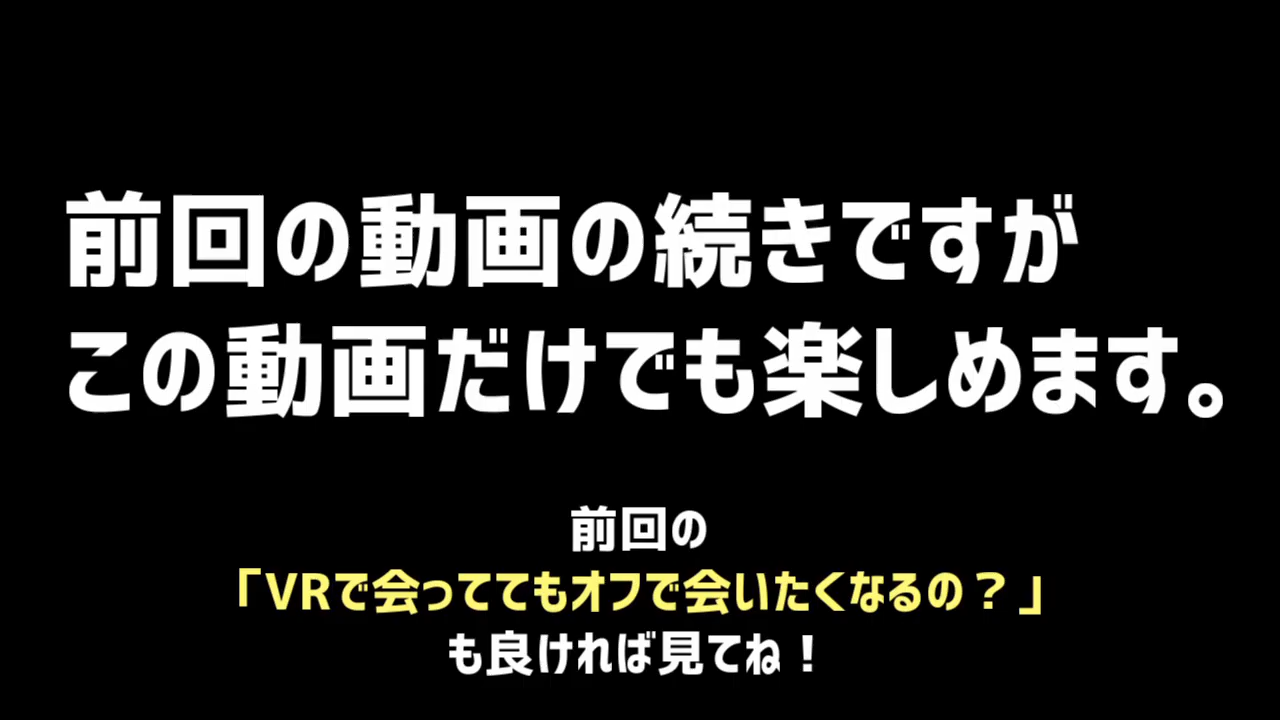 前回の動画の続きですが
この動画だけでも楽しめます。
前回の
「VRで会っててもオフで会いたくなるの？」
も良ければ見てね！